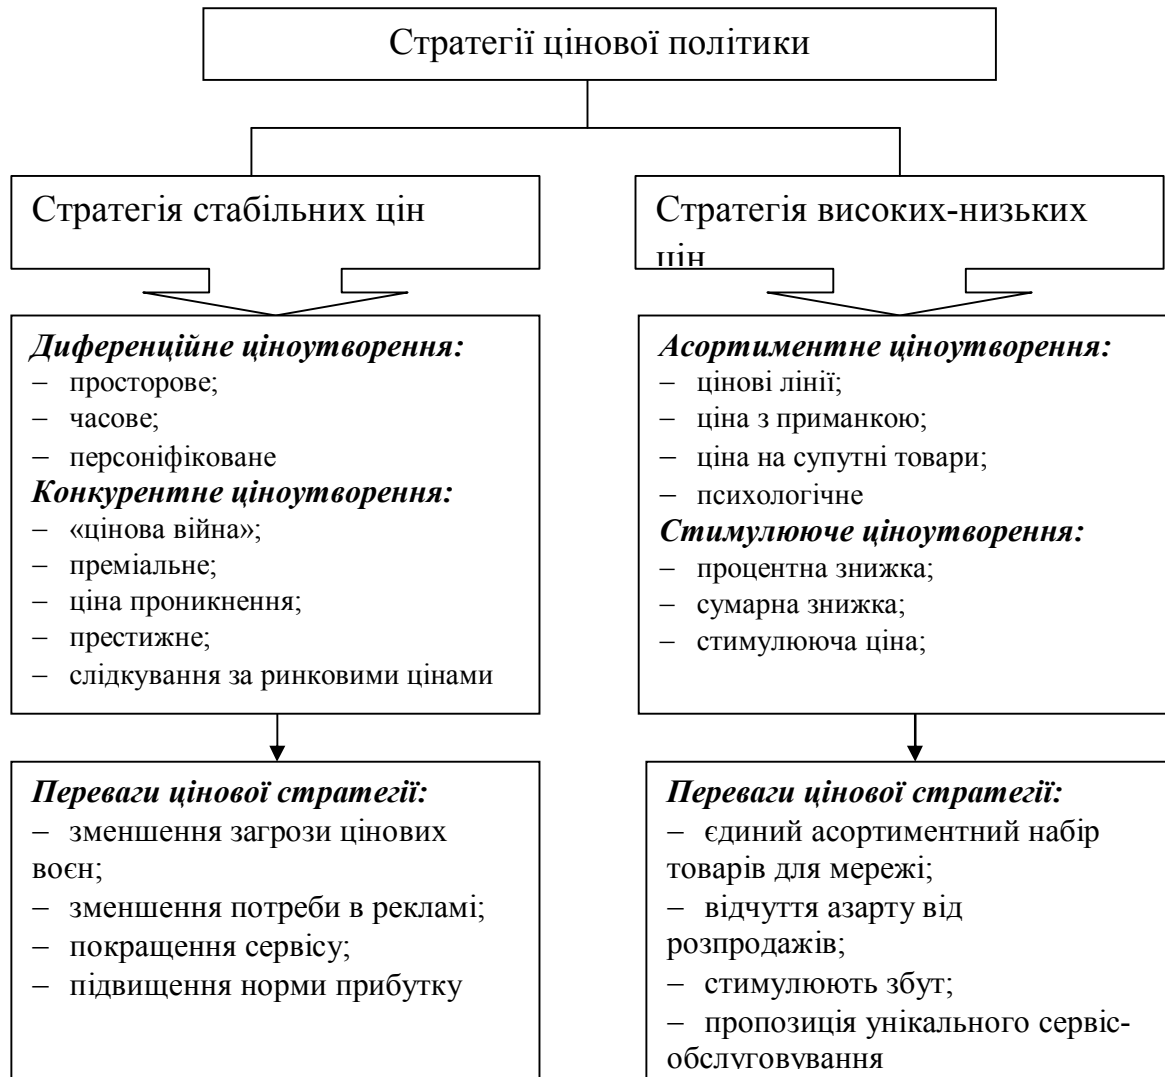 Стратегії цінової політики
Стратегія стабільних цін
Стратегія високих-низьких
цін
Диференційне ціноутворення:
− просторове;
− часове;
− персоніфіковане
Конкурентне ціноутворення:
− «цінова війна»;
− преміальне;
− ціна проникнення;
− престижне;
− слідкування за ринковими цінами
Асортиментне ціноутворення:
− цінові лінії;
− ціна з приманкою;
− ціна на супутні товари;
− психологічне
Стимулююче ціноутворення:
− процентна знижка;
− сумарна знижка;
− стимулююча ціна;
Переваги цінової стратегії:
− зменшення загрози цінових
воєн;
− зменшення потреби в рекламі;
− покращення сервісу;
− підвищення норми прибутку
Переваги цінової стратегії:
− єдиний асортиментний набір
товарів для мережі;
− відчуття азарту від
розпродажів;
− стимулюють збут;
− пропозиція унікального сервіс-
обслуговування